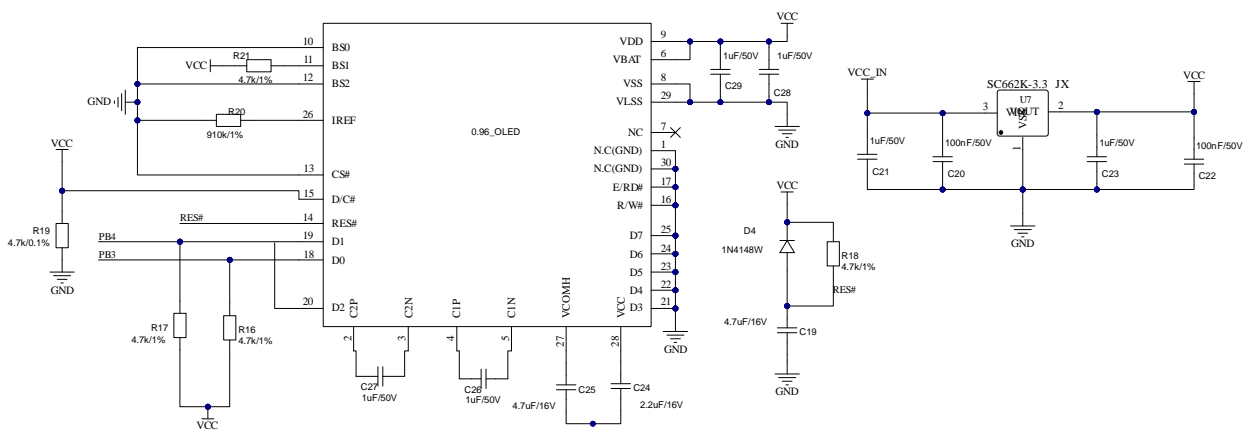 10
BS0
R21
VCC
11
BS1
4.7k/1%
12
BS2
GND
R20
26
IREF
910k/1%
VCC
13
CS#
15
D/C#
RES#
14
RES#
R19
4.7k/0.1%
PB4
19
D1
PB3
18
D0
GND
20
D2
R17
4.7k/1%
R16
4.7k/1%
VCC
0.96_OLED
C2P
C2N
C1P
C1N
VCOMH
VCC
2
3
4
5
27
28
C27
1uF/50V
C26
1uF/50V
C25
4.7uF/16V
C24
2.2uF/16V
VDD
9
VBAT
6
VSS
8
VLSS
29
NC
7
N.C(GND)
1
N.C(GND)
30
E/RD#
17
R/W#
16
D7
25
D6
24
D5
23
D4
22
D3
21
GND
VCC
1uF/50V
C29
1uF/50V
C28
GND
VCC
D4
1N4148W
R18
4.7k/1%
RES#
4.7uF/16V
C19
GND
VCC_IN
SC662K-3.3 JX
VCC
3
U7
2
1
1uF/50V
C21
100nF/50V
C20
1uF/50V
C23
100nF/50V
C22
GND